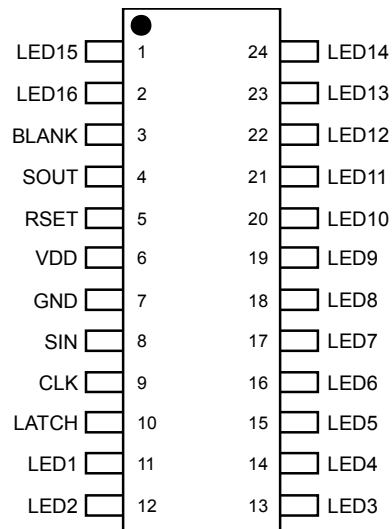 LED15 1 24 LED14
LED16 2 23 LED13
BLANK 3 22 LED12
SOUT 4 21 LED11
RSET 5 20 LED10
VDD 6 19 LED9
GND 7 18 LED8
SIN 8 17 LED7
CLK 9 16 LED6
LATCH 10 15 LED5
LED1 11 14 LED4
LED2 12 13 LED3